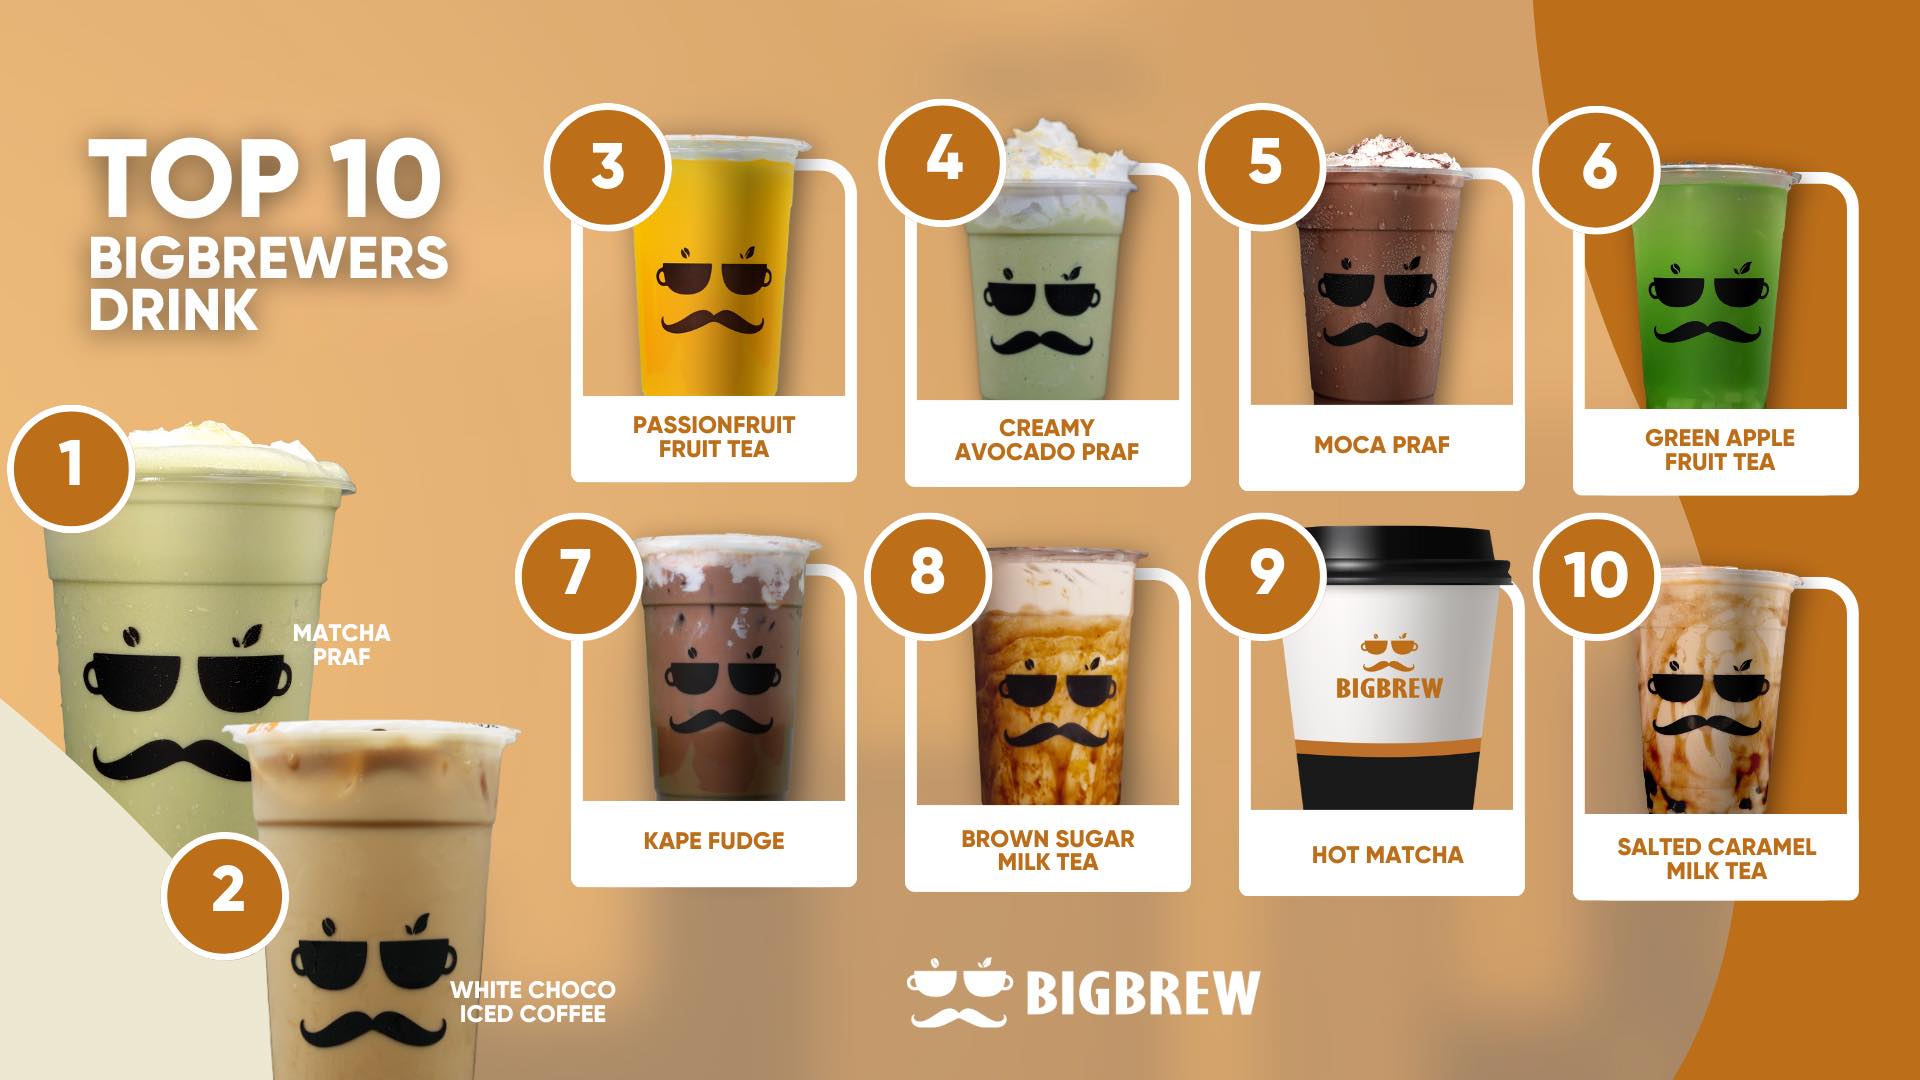 TOP 10
BIGBREWERS
DRINK
1
MATCHA
PRAF
2
WHITE CHOCO
ICED COFFEE
3
PASSIONFRUIT
FRUIT TEA
4
CREAMY
AVOCADO PRAF
5
MOCA PRAF
6
GREEN APPLE
FRUIT TEA
7
KAPE FUDGE
8
BROWN SUGAR
MILK TEA
9
BIGBREW
HOT MATCHA
10
SALTED CARAMEL
MILK TEA
BIGBREW